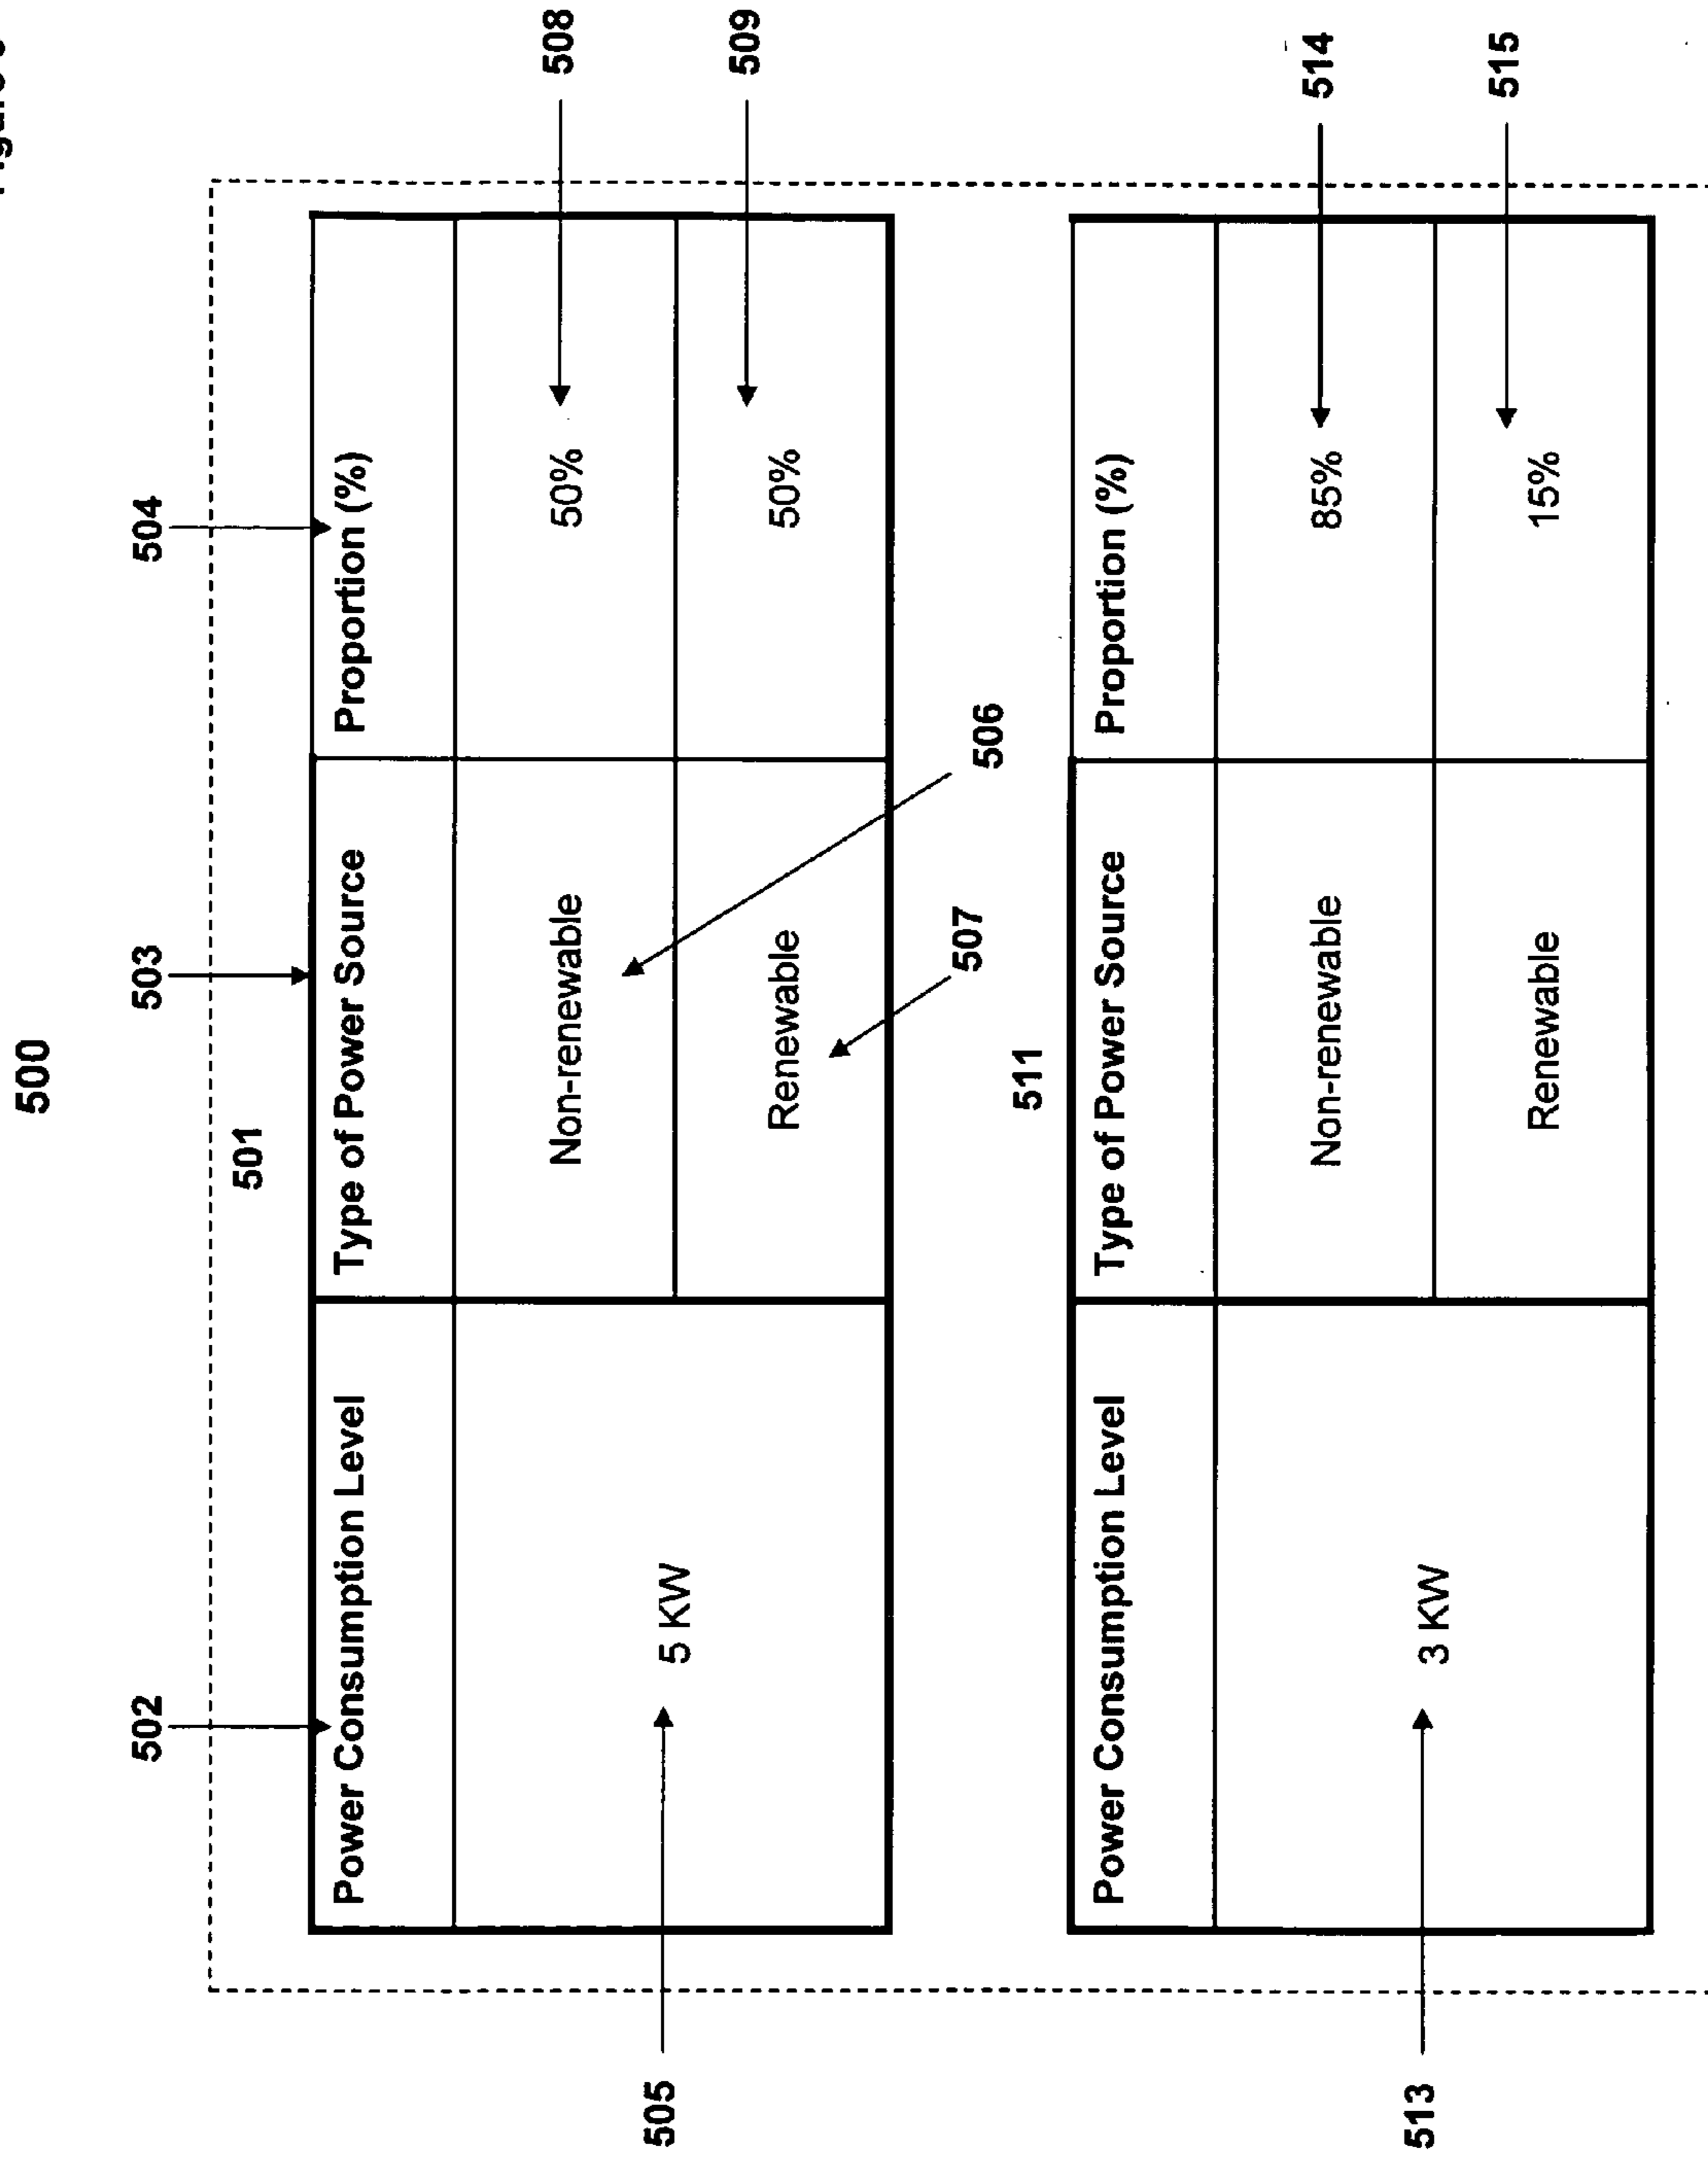 500
501
502
503
504
Power Consumption Level
Type of Power Source
Proportion (%)
505
5 KW
Non-renewable
50%
508
Renewable
50%
509
506
507
511
Power Consumption Level
Type of Power Source
Proportion (%)
513
3 KW
Non-renewable
85%
514
Renewable
15%
515